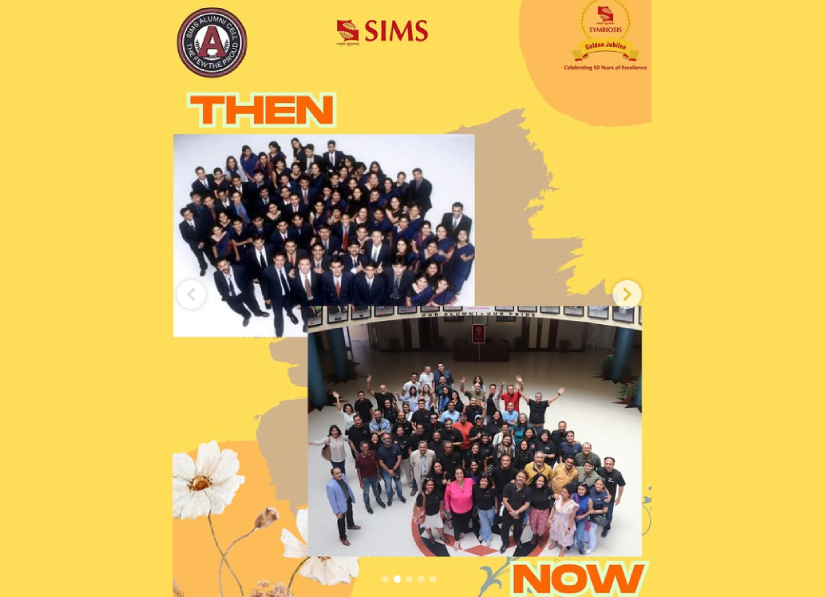 SIMS ALUMNI CELL
A
THE FEW THE PROUD
SIMS
SYMBIOSIS
Golden Jubilee
Celebrating 50 Years of Excellence
THEN
OUR ALUMNI OUR PRIDE
NOW